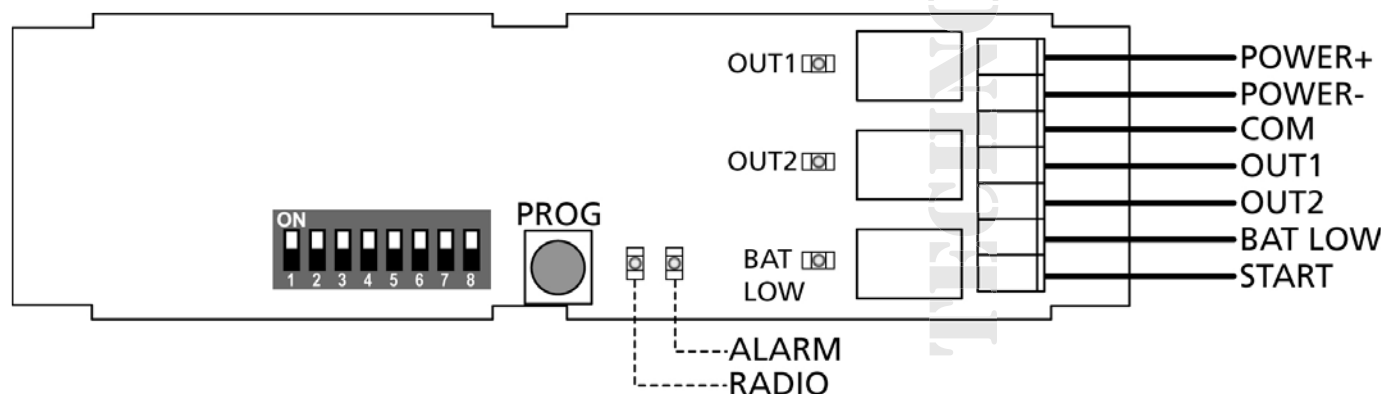 OUT1
OUT2
BAT
LOW
ON
1 2 3 4 5 6 7 8
PROG
ALARM
RADIO
POWER+
POWER-
COM
OUT1
OUT2
BAT LOW
START